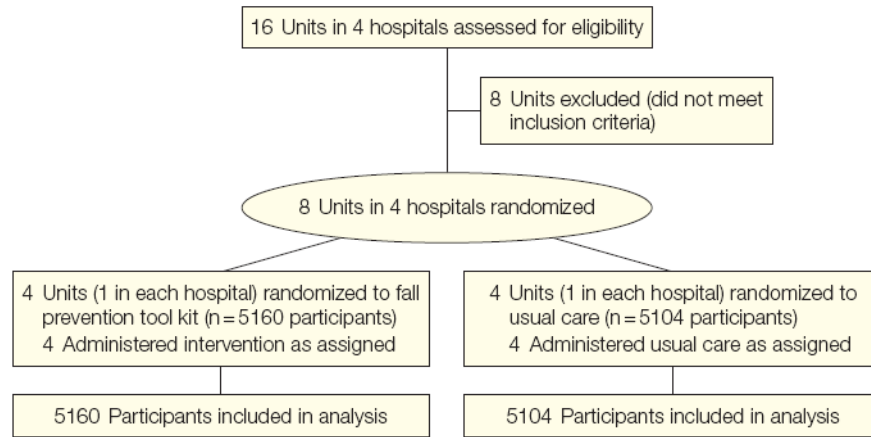 16 Units in 4 hospitals assessed for eligibility
8 Units excluded (did not meet
inclusion criteria)
8 Units in 4 hospitals randomized
4 Units (1 in each hospital) randomized to fall
prevention tool kit (n = 5160 participants)
4 Administered intervention as assigned
4 Units (1 in each hospital) randomized to
usual care (n = 5104 participants)
4 Administered usual care as assigned
5160 Participants included in analysis
5104 Participants included in analysis